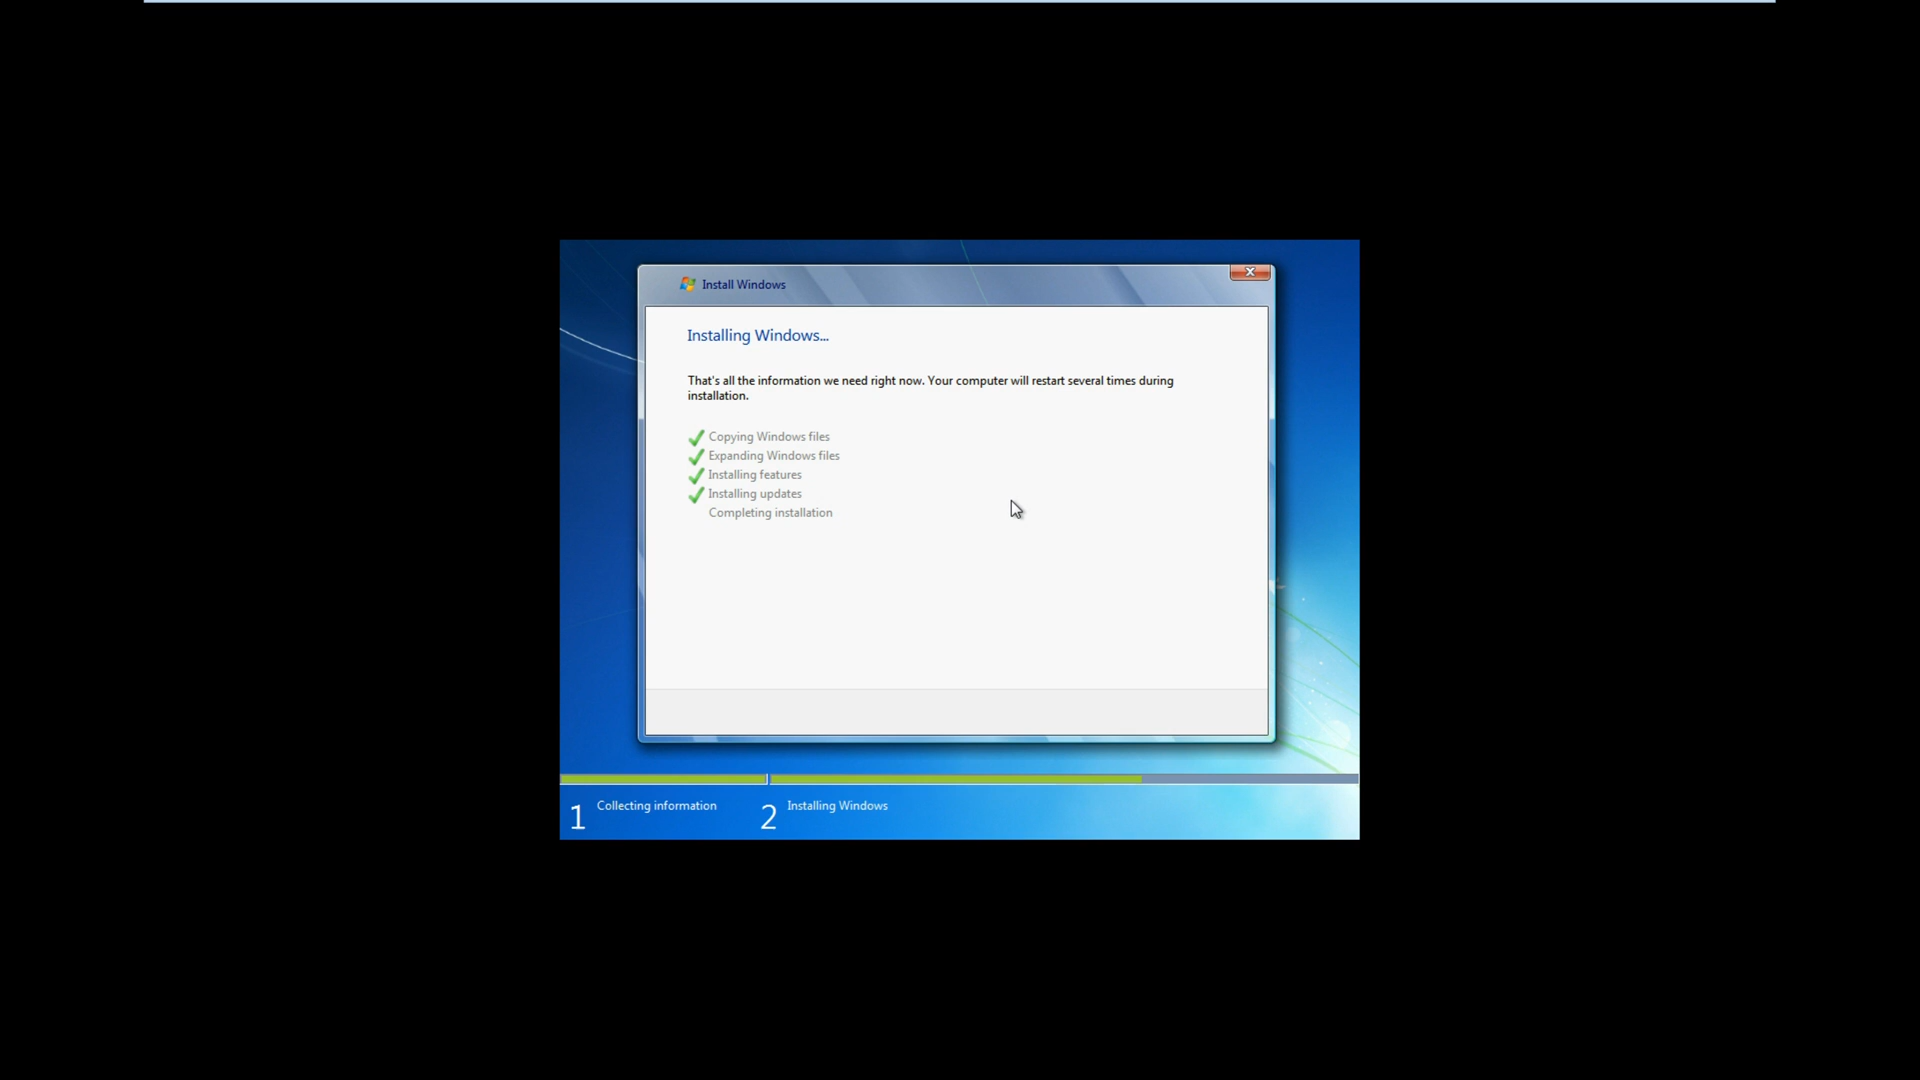 Install Windows
Installing Windows...
That's all the information we need right now. Your computer will restart several times during
installation.
Copying Windows files
Expanding Windows files
Installing features
Installing updates
Completing installation
1 Collecting information 2 Installing Windows